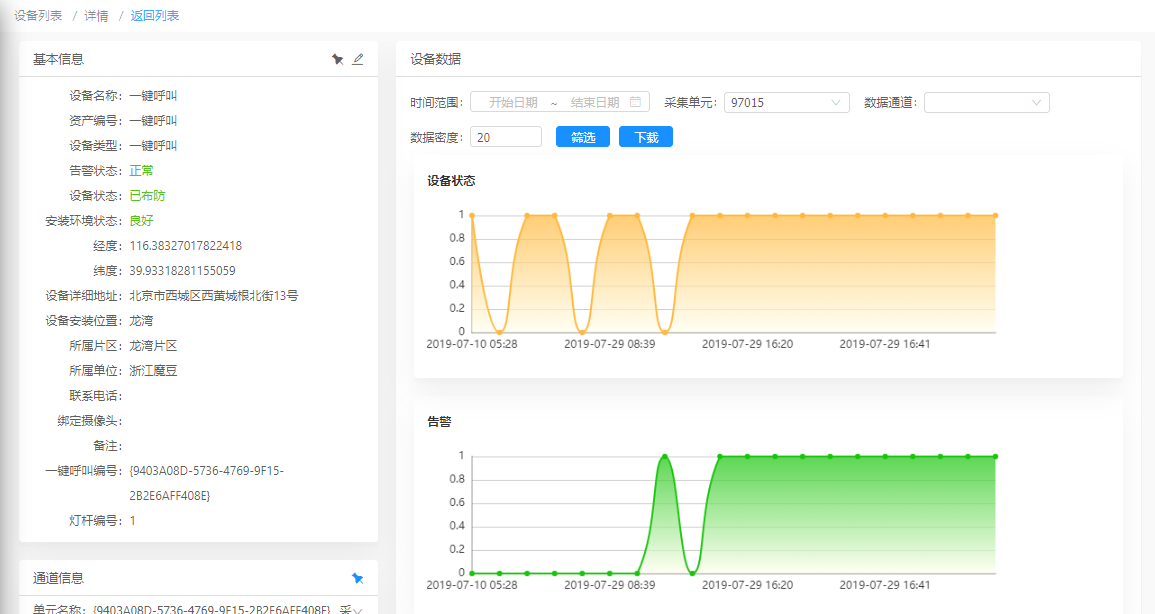 设备列表 / 详情 / 返回列表
基本信息
设备名称: 一键呼叫
资产编号: 一键呼叫
设备类型: 一键呼叫
告警状态: 正常
设备状态: 已布防
安装环境状态: 良好
经度: 116.38327017822418
纬度: 39.93318281155059
设备详细地址: 北京市西城区西黄城根北街13号
设备安装位置: 龙湾
所属片区: 龙湾片区
所属单位: 浙江魔豆
联系电话:
绑定摄像头:
备注:
一键呼叫编号: {9403A08D-5736-4769-9F15-
2B2E6AFF408E}
灯杆编号: 1
通道信息
单元名称: {9403A08D-5736-4769-9F15-2B2E6AFF408E} 采
设备数据
时间范围: 开始日期 ~ 结束日期 采集单元: 97015 数据通道:
数据密度: 20 筛选 下载
设备状态
1
0.8
0.6
0.4
0.2
0
2019-07-10 05:28 2019-07-29 08:39 2019-07-29 16:20 2019-07-29 16:41
告警
1
0.8
0.6
0.4
0.2
0
2019-07-10 05:28 2019-07-29 08:39 2019-07-29 16:20 2019-07-29 16:41